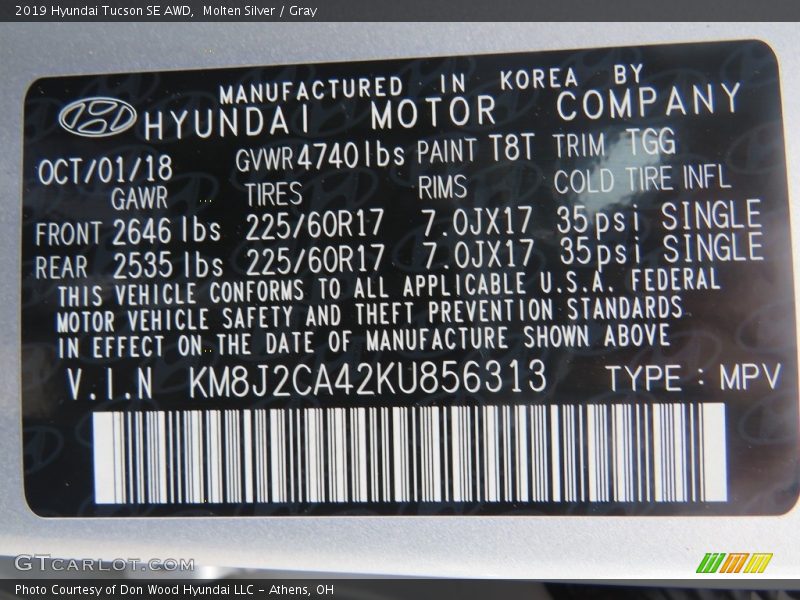 2019 Hyundai Tucson SE AWD, Molten Silver / Gray
MANUFACTURED IN KOREA BY
HYUNDAI MOTOR COMPANY
OCT/01/18 GVWR 4740lbs PAINT T8T TRIM TGG
GAWR TIRES RIMS COLD TIRE INFL
FRONT 2646 lbs 225/60R17 7.0JX17 35psi SINGLE
REAR 2535 lbs 225/60R17 7.0JX17 35psi SINGLE
THIS VEHICLE CONFORMS TO ALL APPLICABLE U.S.A. FEDERAL
MOTOR VEHICLE SAFETY AND THEFT PREVENTION STANDARDS
IN EFFECT ON THE DATE OF MANUFACTURE SHOWN ABOVE
V.I.N KM8J2CA42KU856313 TYPE : MPV
GTCARLOT.COM
Photo Courtesy of Don Wood Hyundai LLC - Athens, OH